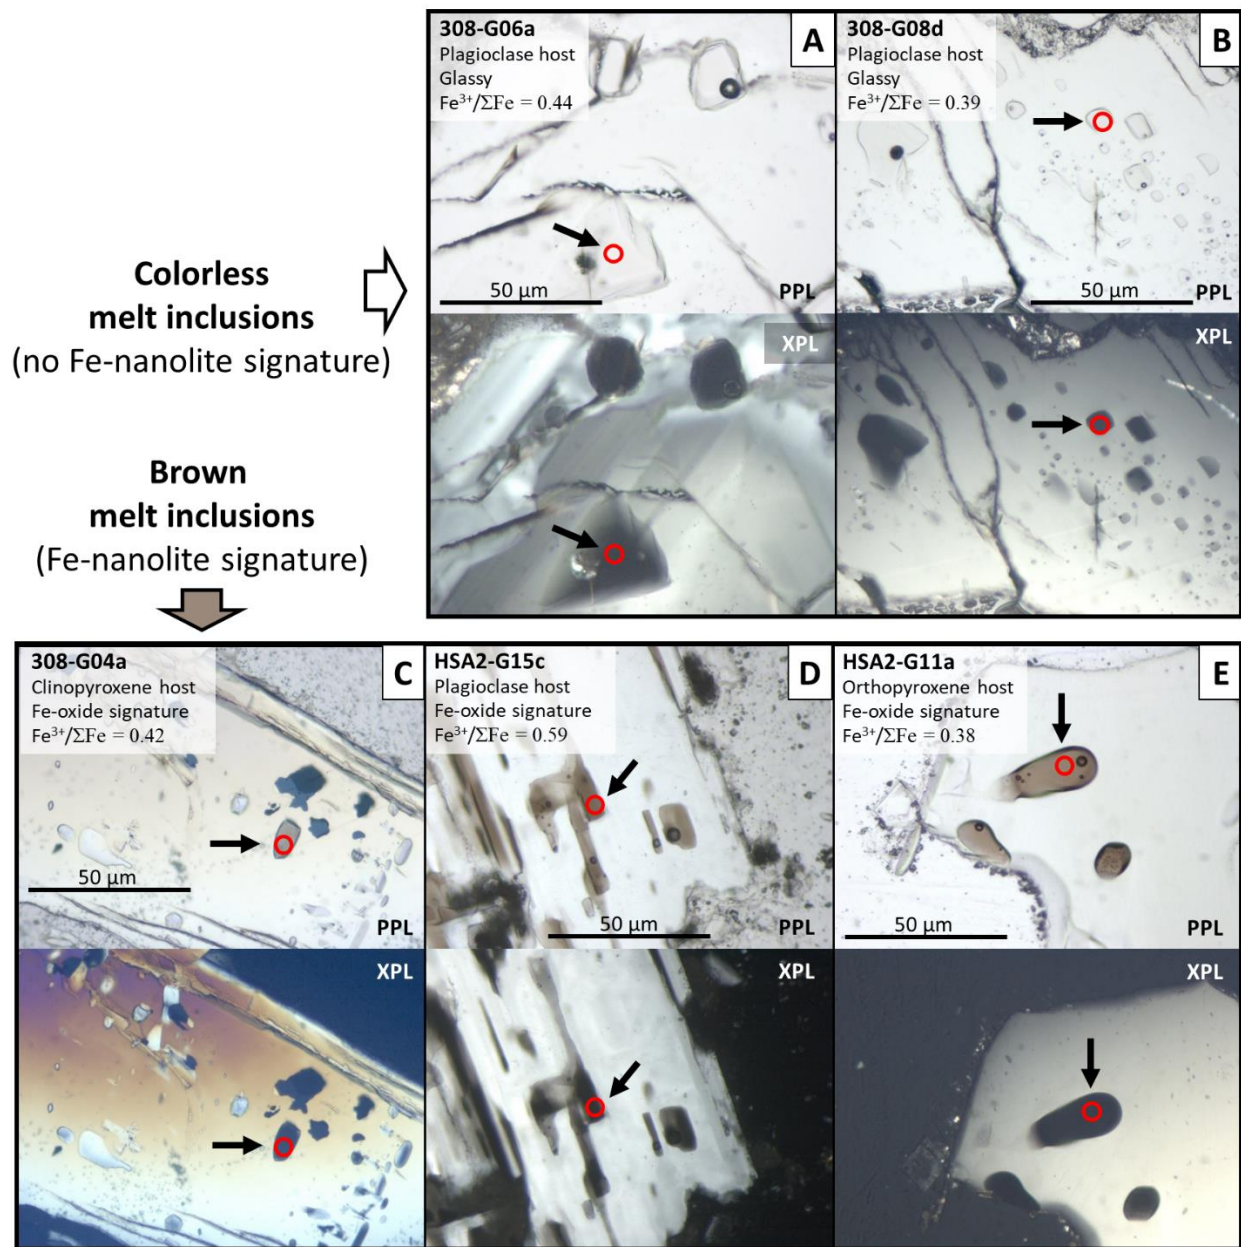 308-G06a
Plagioclase host
Glassy
Fe³⁺/ΣFe = 0.44
A
50 µm
PPL
XPL
308-G08d
Plagioclase host
Glassy
Fe³⁺/ΣFe = 0.39
B
50 µm
PPL
XPL
Colorless
melt inclusions
(no Fe-nanolite signature)
Brown
melt inclusions
(Fe-nanolite signature)
308-G04a
Clinopyroxene host
Fe-oxide signature
Fe³⁺/ΣFe = 0.42
C
50 µm
PPL
XPL
HSA2-G15c
Plagioclase host
Fe-oxide signature
Fe³⁺/ΣFe = 0.59
D
50 µm
PPL
XPL
HSA2-G11a
Orthopyroxene host
Fe-oxide signature
Fe³⁺/ΣFe = 0.38
E
50 µm
PPL
XPL